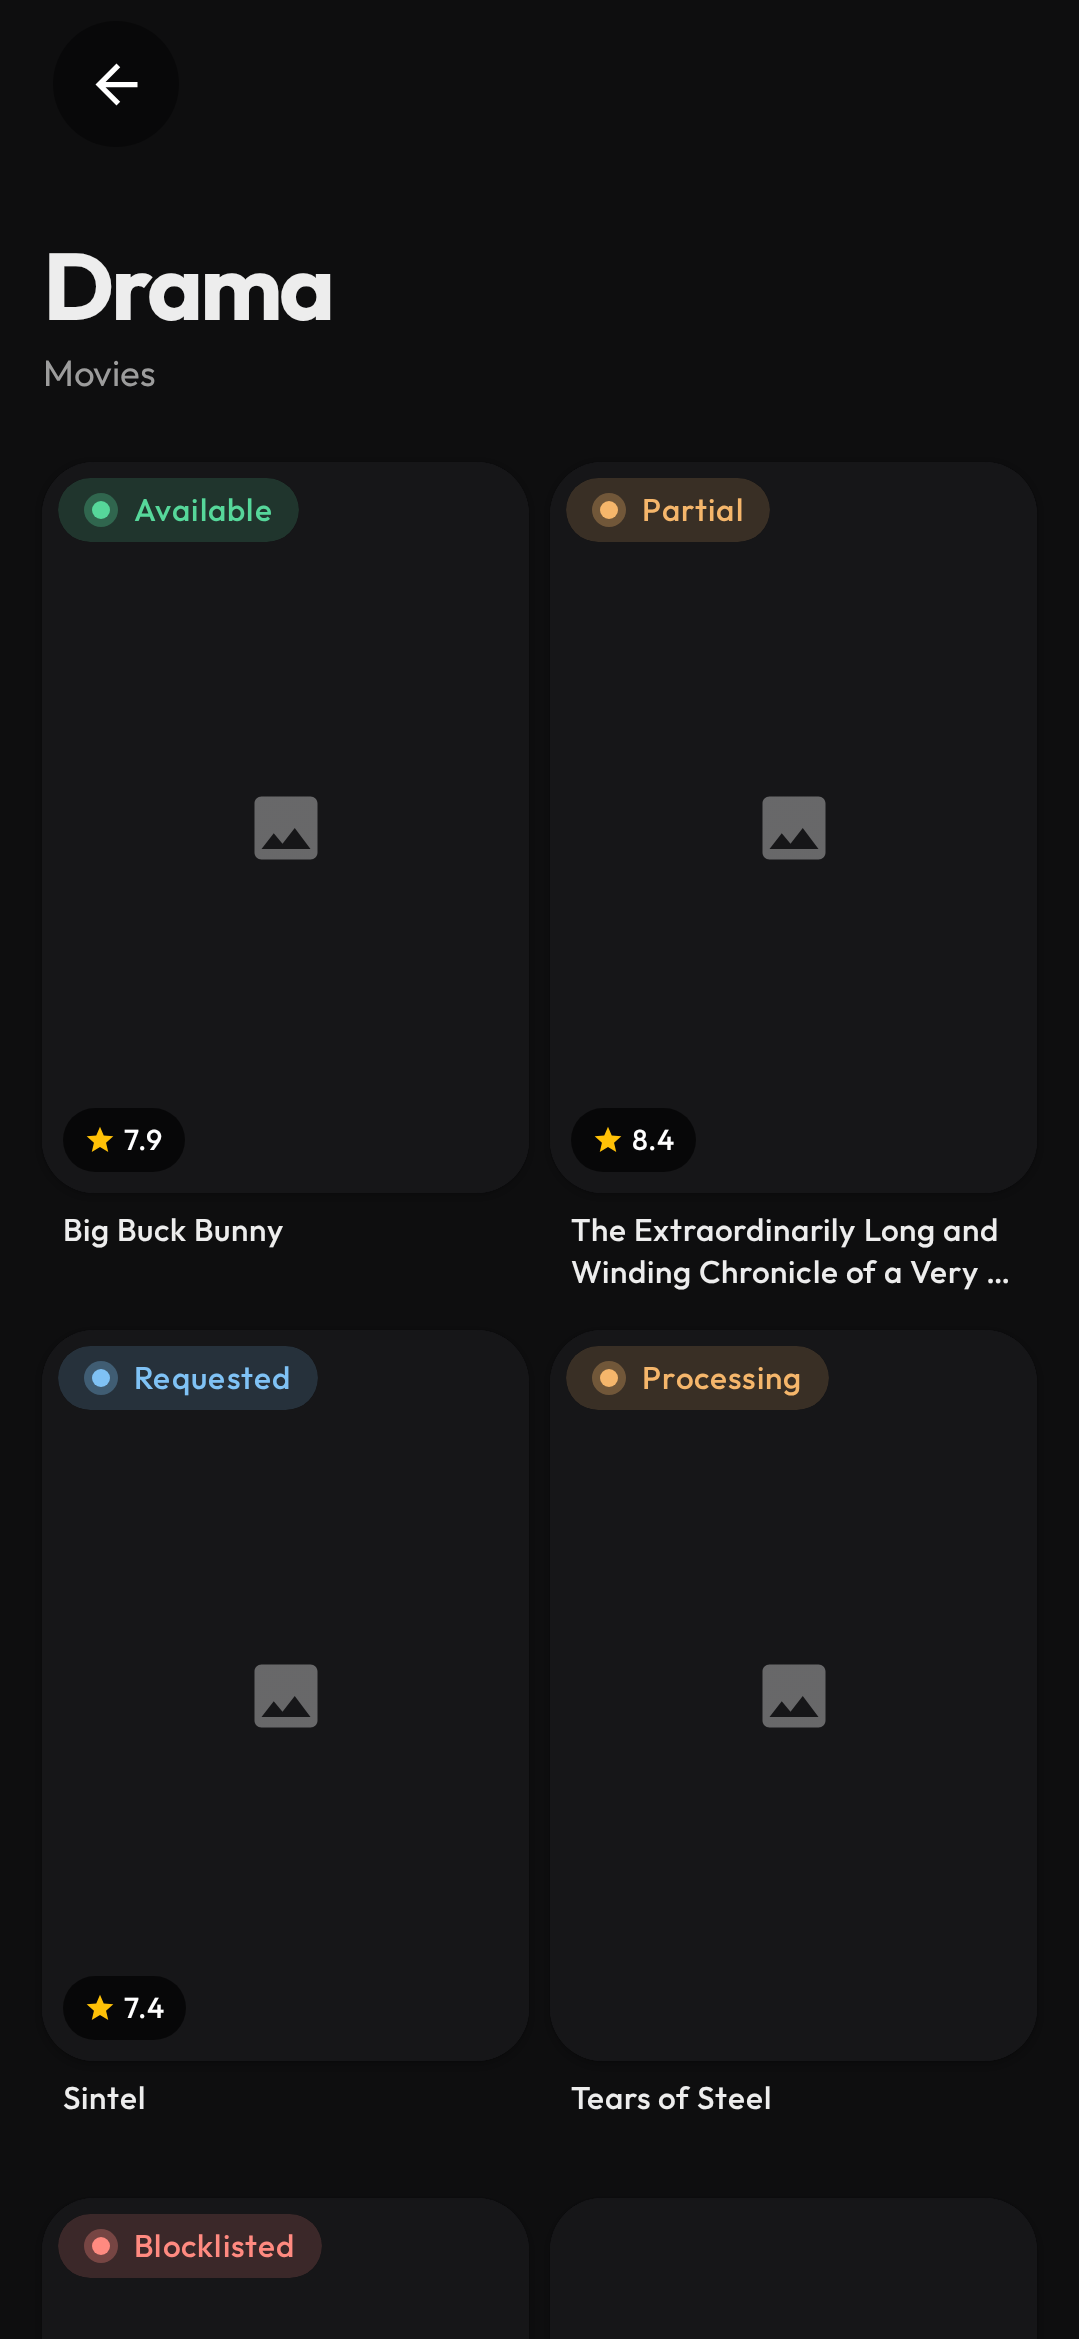 Drama
Movies
Available
Partial
7.9
8.4
Big Buck Bunny
The Extraordinarily Long and
Winding Chronicle of a Very ...
Requested
Processing
7.4
Sintel
Tears of Steel
Blocklisted